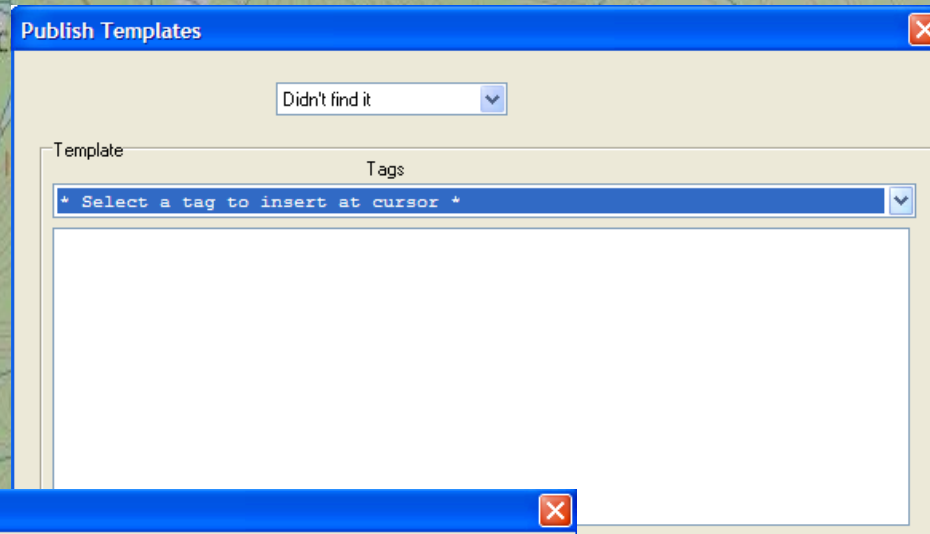 Publish Templates
Didn't find it
Template
Tags
* Select a tag to insert at cursor *